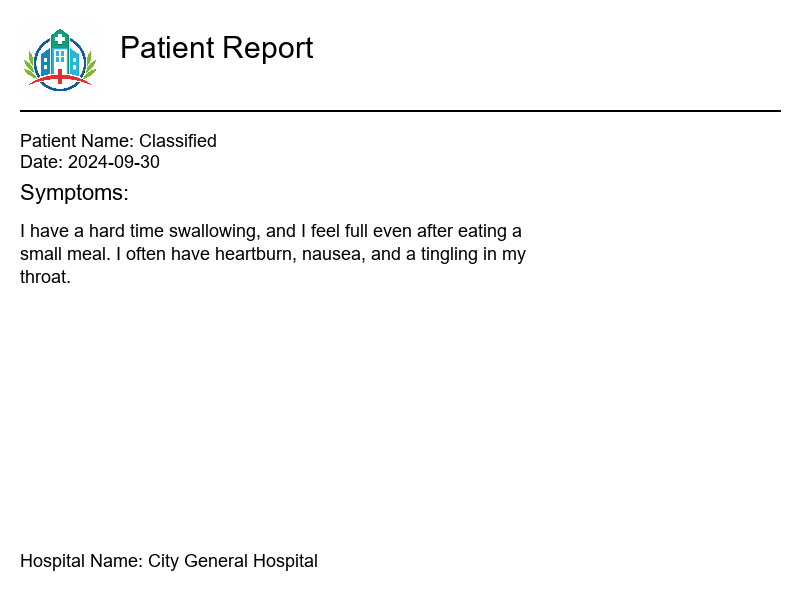 Patient Report
Patient Name: Classified
Date: 2024-09-30
Symptoms:
I have a hard time swallowing, and I feel full even after eating a
small meal. I often have heartburn, nausea, and a tingling in my
throat.
Hospital Name: City General Hospital